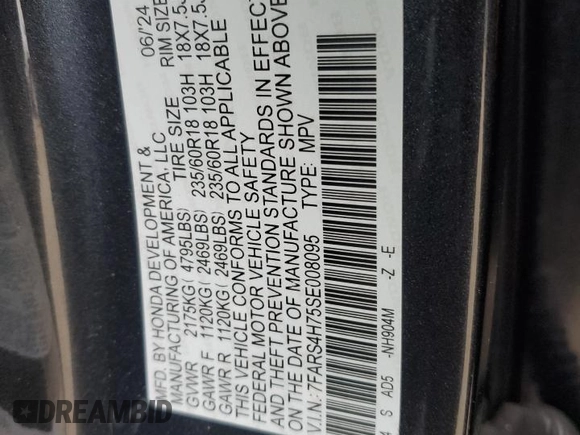 MFD. BY HONDA DEVELOPMENT &
MANUFACTURING OF AMERICA, LLC 06/'24
TIRE SIZE RIM SIZE
GVWR 2175KG ( 4795LBS)
GAWR F 1120KG ( 2469LBS) 235/60R18 103H 18X7.5J
GAWR R 1120KG ( 2469LBS) 235/60R18 103H 18X7.5J
THIS VEHICLE CONFORMS TO ALL APPLICABLE
FEDERAL MOTOR VEHICLE SAFETY
AND THEFT PREVENTION STANDARDS IN EFFECT
ON THE DATE OF MANUFACTURE SHOWN ABOVE
V.I.N.: 7FARS4H75SE008095 TYPE: MPV
S AD5 -NH904M -Z -E
DREAMBID